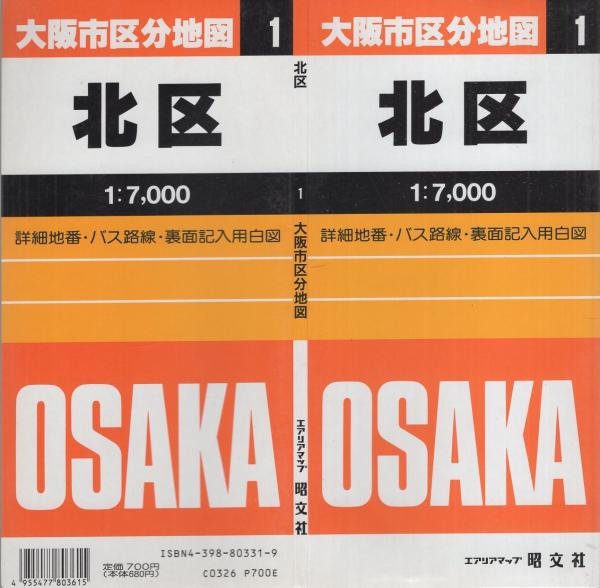 大阪市区分地図 1
北区
1:7,000
詳細地番・バス路線・裏面記入用白図
OSAKA
4 955477 803615
定価 700円
(本体680円)
ISBN4-398-80331-9
C0326 P700E
北区
1
大阪市区分地図
エアリアマップ 昭文社
大阪市区分地図 1
北区
1:7,000
詳細地番・バス路線・裏面記入用白図
OSAKA
エアリアマップ 昭文社